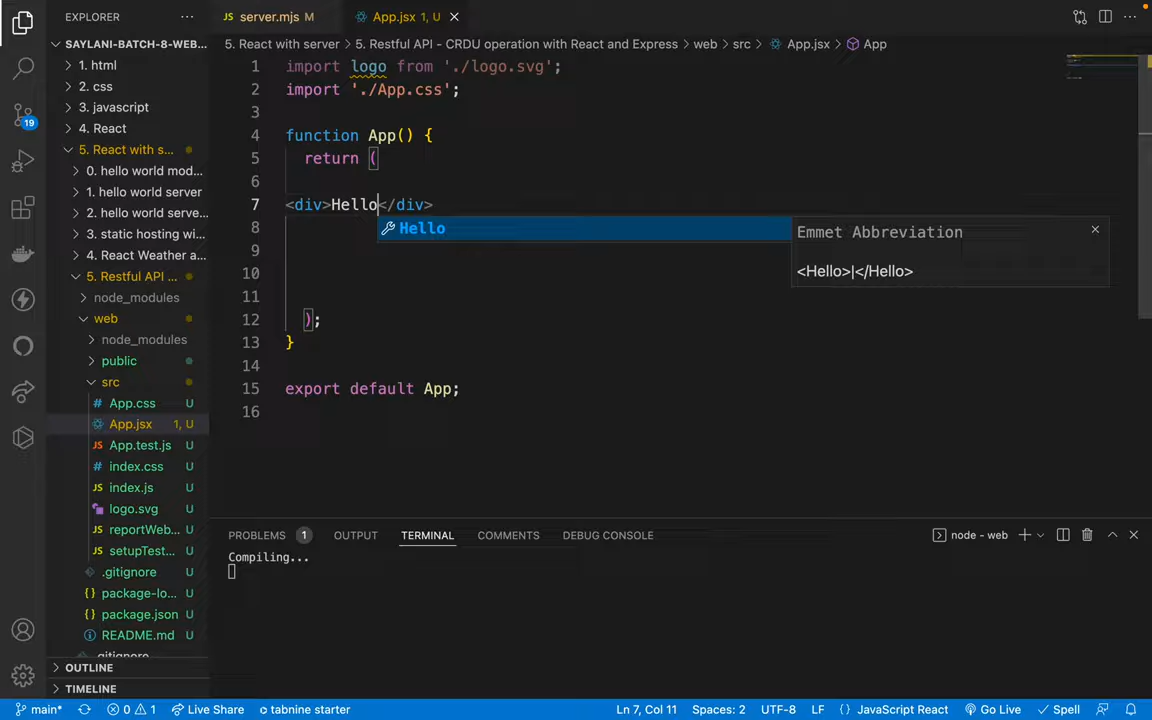 EXPLORER
SAYLANI-BATCH-8-WEB...
1. html
2. css
3. javascript
4. React
5. React with s...
0. hello world mod...
1. hello world server
2. hello world serve...
3. static hosting wi...
4. React Weather a...
5. Restful API ...
node_modules
web
node_modules
public
src
# App.css U
App.jsx 1, U
JS App.test.js U
# index.css U
JS index.js U
logo.svg U
JS reportWeb... U
JS setupTest... U
.gitignore U
{ } package-lo... U
{ } package.json U
README.md U
.gitignore
OUTLINE
TIMELINE
19
JS server.mjs M
App.jsx 1, U
5. React with server > 5. Restful API - CRDU operation with React and Express > web > src > App.jsx > App
1 import logo from './logo.svg';
2 import './App.css';
3
4 function App() {
5 return (
6
7 <div>Hello</div>
8
9
10
11
12 );
13 }
14
15 export default App;
16
Hello
Emmet Abbreviation
<Hello>|</Hello>
PROBLEMS 1 OUTPUT TERMINAL COMMENTS DEBUG CONSOLE
node - web
Compiling...
main* 0 1 Live Share tabnine starter Ln 7, Col 11 Spaces: 2 UTF-8 LF { } JavaScript React Go Live Spell